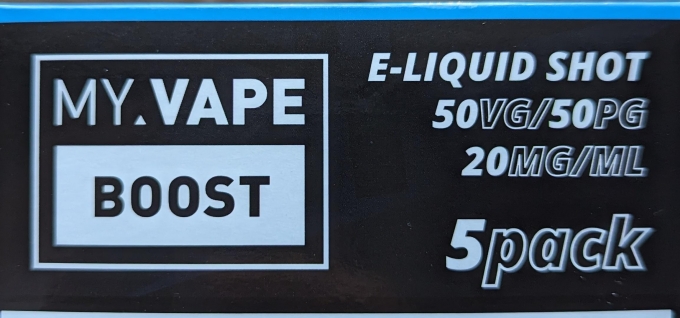 MY.VAPE
BOOST
E-LIQUID SHOT
50VG/50PG
20MG/ML
5pack